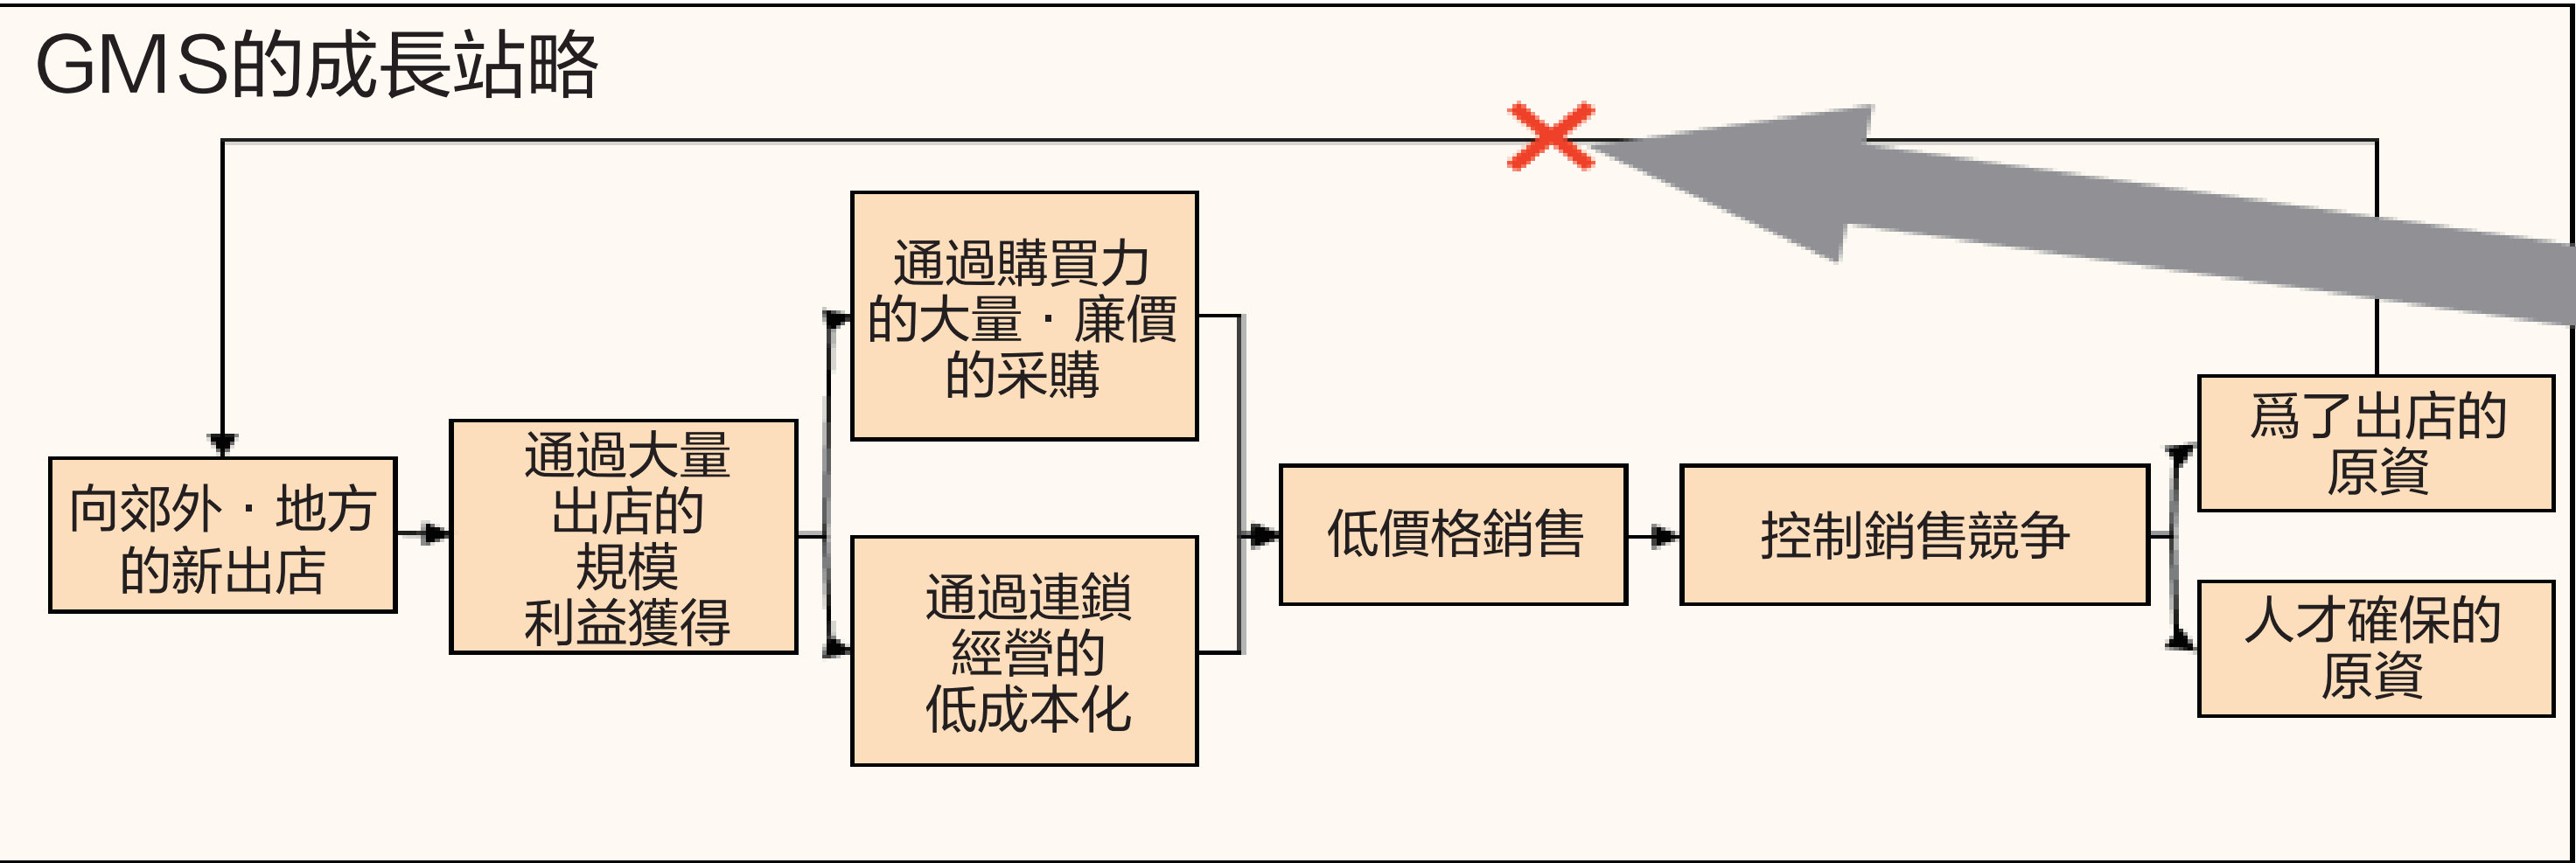 GMS的成長站略
通過購買力
的大量·廉價
的采購
向郊外·地方
的新出店
通過大量
出店的
規模
利益獲得
通過連鎖
經營的
低成本化
低價格銷售
控制銷售競争
爲了出店的
原資
人才確保的
原資